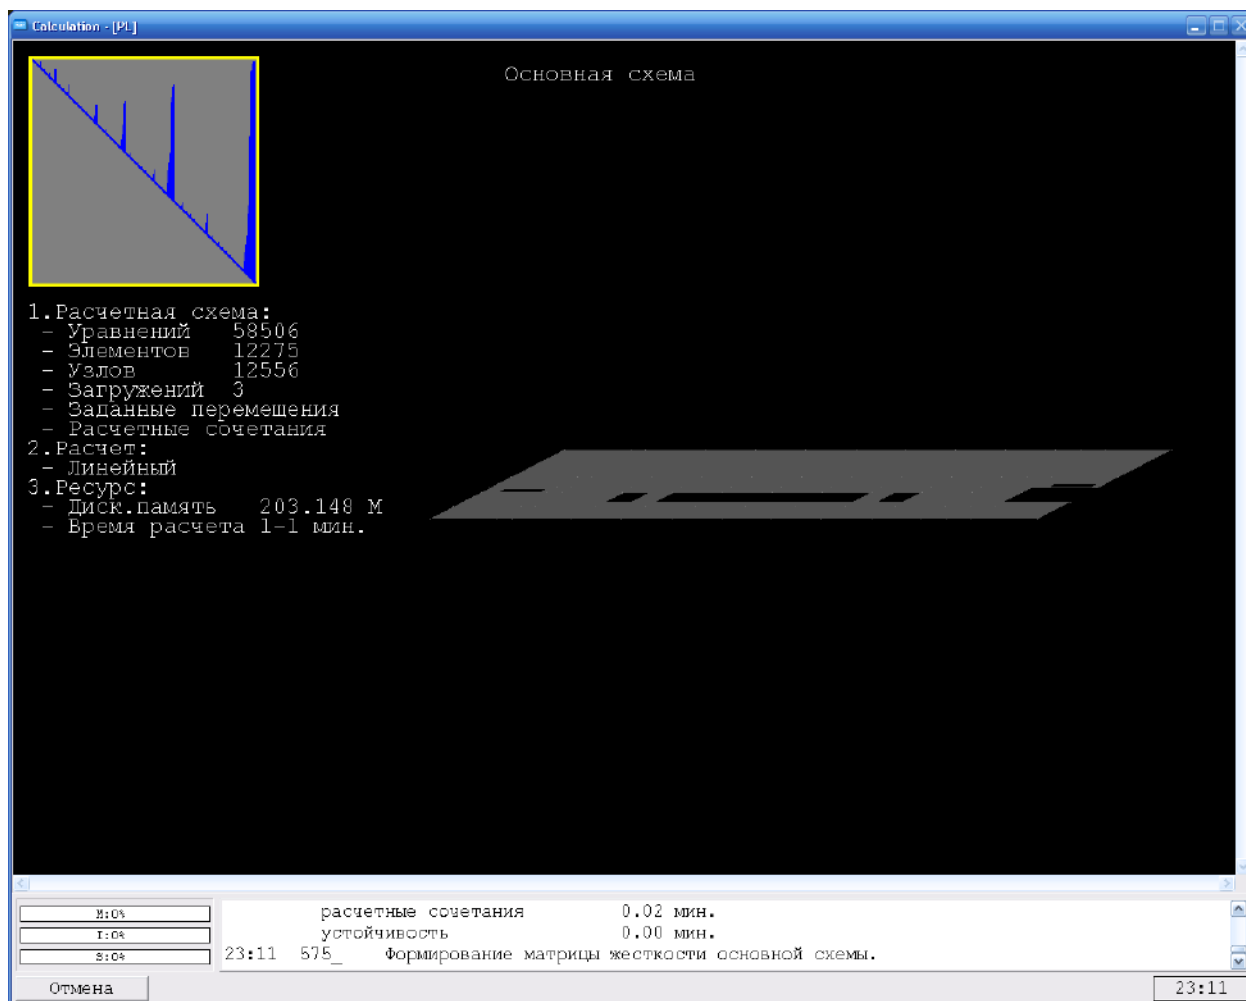 Calculation - [PL]
Основная схема
1.Расчетная схема:
- Уравнений 58506
- Элементов 12275
- Узлов 12556
- Загружений 3
- Заданные перемещения
- Расчетные сочетания
2.Расчет:
- Линейный
3.Ресурс:
- Диск.память 203.148 М
- Время расчета 1-1 мин.
M:0%
I:0%
S:0%
расчетные сочетания 0.02 мин.
устойчивость 0.00 мин.
23:11 575_ Формирование матрицы жесткости основной схемы.
Отмена
23:11